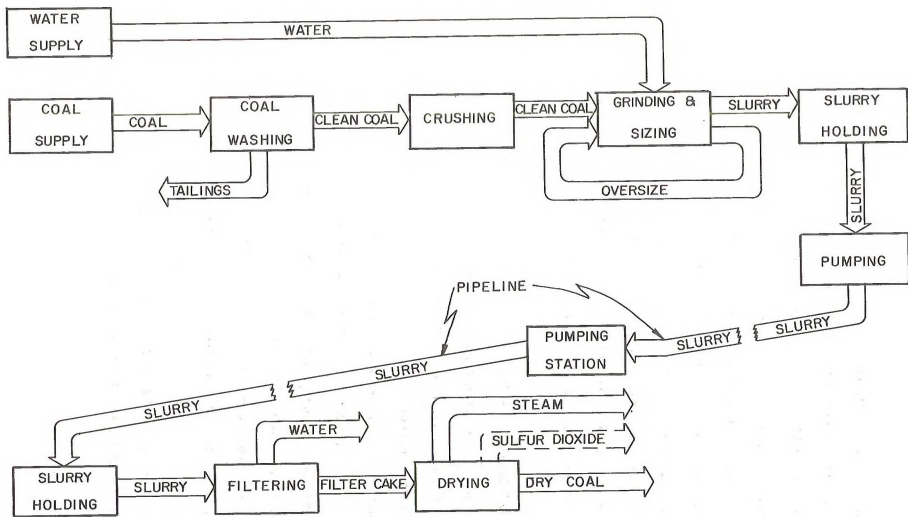 WATER
SUPPLY
WATER
COAL
SUPPLY
COAL
COAL
WASHING
CLEAN COAL
CRUSHING
CLEAN COAL
GRINDING &
SIZING
SLURRY
SLURRY
HOLDING
TAILINGS
OVERSIZE
SLURRY
PUMPING
PIPELINE
SLURRY
SLURRY
PUMPING
STATION
SLURRY
SLURRY
STEAM
WATER
SULFUR DIOXIDE
SLURRY
HOLDING
SLURRY
FILTERING
FILTER CAKE
DRYING
DRY COAL